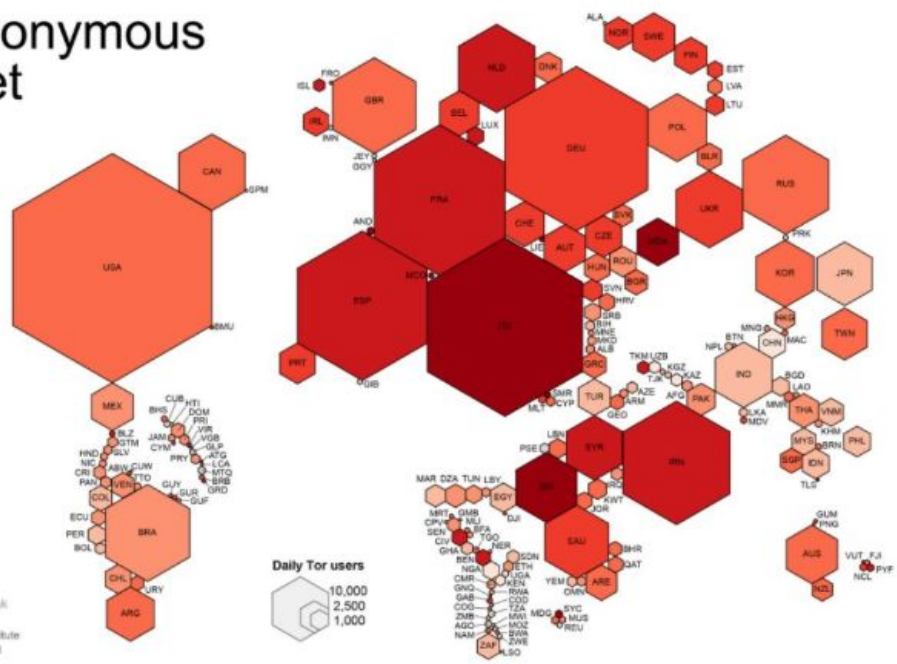 onymous
et
ALA
NOR
SWE
FIN
EST
LVA
LTU
ISL
FRO
GBR
IRL
IMN
JEY
GGY
NLD
DNK
BEL
LUX
DEU
POL
BLR
RUS
UKR
CAN
SPM
USA
BMU
FRA
AND
MCO
ESP
PRT
GIB
CHE
LIE
AUT
CZE
SVK
HUN
ROU
BGR
MDA
SVN
HRV
SRB
BIH
MNE
MKD
ALB
GRC
ITA
SMR
MLT
CYP
PRK
KOR
JPN
HKG
TWN
MNG
CHN
MAC
BTN
NPL
IND
LKA
MDV
BGD
LAO
MMR
THA
VNM
KHM
MYS
BRN
PHL
SGP
IDN
TLS
TKM
UZB
TJK
KGZ
KAZ
AFG
PAK
TUR
AZE
ARM
GEO
LBN
PSE
SYR
IRN
ISR
IRQ
KWT
JOR
SAU
BHR
QAT
YEM
OMN
ARE
MEX
BLZ
GTM
SLV
HND
NIC
CRI
PAN
CUB
HTI
BHS
DOM
PRI
VIR
VGB
GLP
ATG
LCA
MTQ
BRB
GRD
JAM
CYM
PRY
ABW
CUW
TTO
VEN
COL
GUY
SUR
GUF
ECU
PER
BOL
BRA
CHL
URY
ARG
MAR
DZA
TUN
LBY
EGY
DJI
MRT
GMB
CPV
MLI
SEN
BFA
CIV
TGO
GHA
NER
BEN
SDN
NGA
ETH
UGA
CMR
KEN
GNQ
RWA
GAB
COD
COG
TZA
ZMB
MWI
AGO
MOZ
NAM
BWA
ZWE
ZAF
LSO
MDG
SYC
MUS
REU
GUM
PNG
AUS
NZL
VUT
FJI
NCL
PYF
Daily Tor users
10,000
2,500
1,000